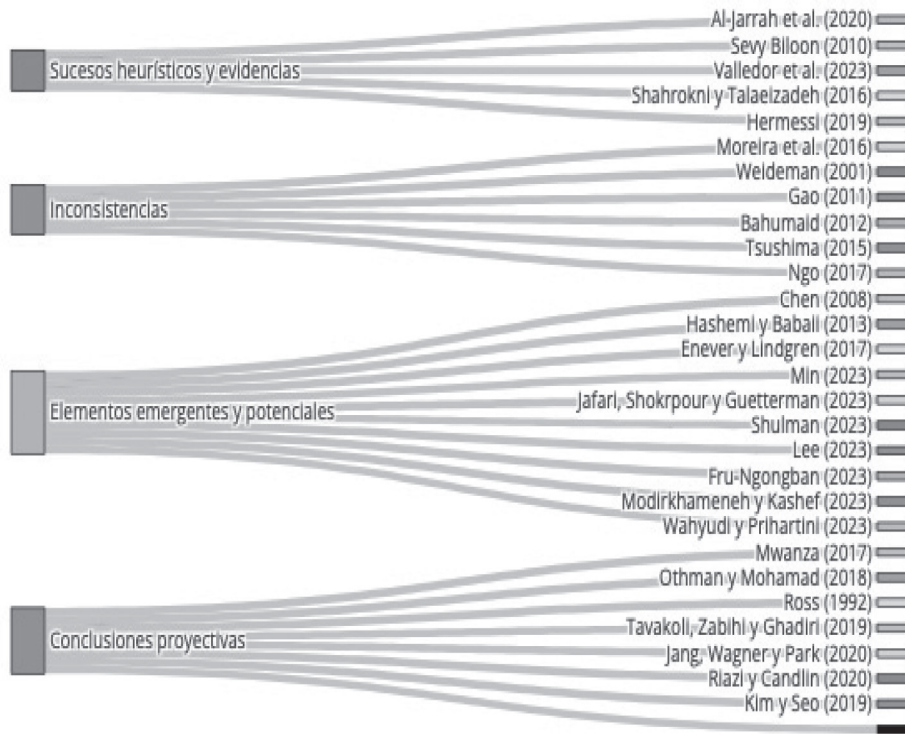 Sucesos heurísticos y evidencias
Al-Jarrah et al. (2020)
Sevy Biloon (2010)
Valledor et al. (2023)
Shahrokni y Talaeizadeh (2016)
Hermessi (2019)
Inconsistencias
Moreira et al. (2016)
Weideman (2001)
Gao (2011)
Bahumaid (2012)
Tsushima (2015)
Ngo (2017)
Elementos emergentes y potenciales
Chen (2008)
Hashemi y Babaii (2013)
Enever y Lindgren (2017)
Min (2023)
Jafari, Shokrpour y Guetterman (2023)
Shulman (2023)
Lee (2023)
Fru-Ngongban (2023)
Modirkhameneh y Kashef (2023)
Wahyudi y Prihartini (2023)
Conclusiones proyectivas
Mwanza (2017)
Othman y Mohamad (2018)
Ross (1992)
Tavakoli, Zabihi y Ghadiri (2019)
Jang, Wagner y Park (2020)
Riazi y Candlin (2020)
Kim y Seo (2019)